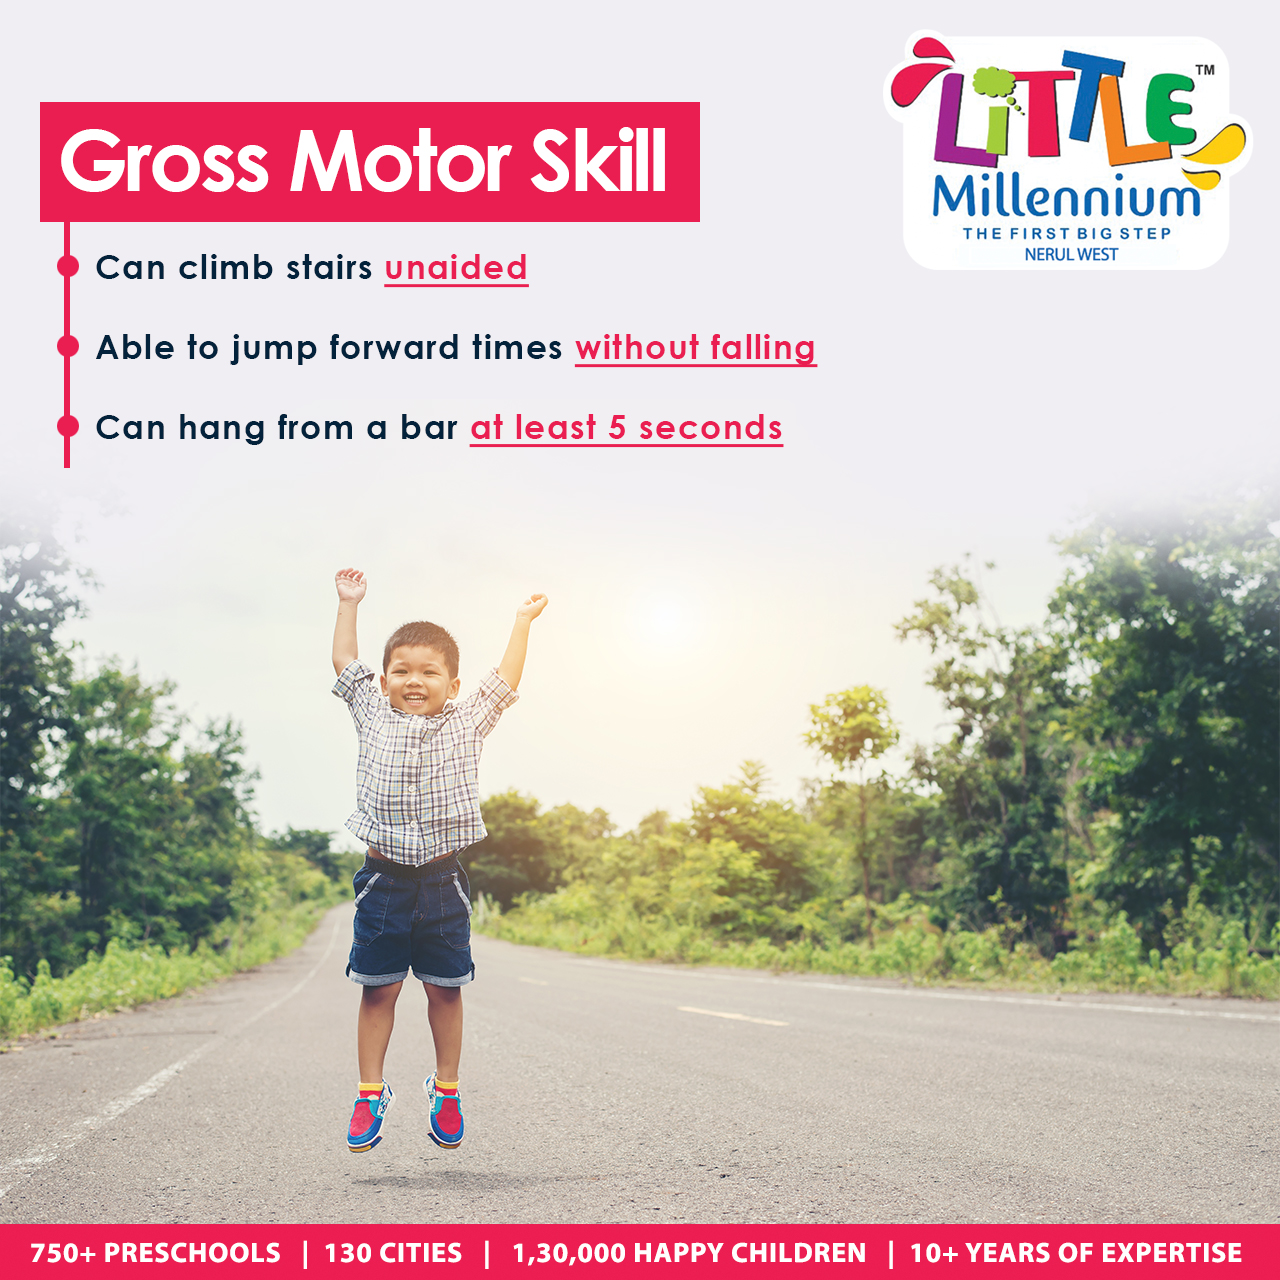 Gross Motor Skill
Can climb stairs unaided
Able to jump forward times without falling
Can hang from a bar at least 5 seconds
LiTTLE TM
Millennium
THE FIRST BIG STEP
NERUL WEST
750+ PRESCHOOLS | 130 CITIES | 1,30,000 HAPPY CHILDREN | 10+ YEARS OF EXPERTISE